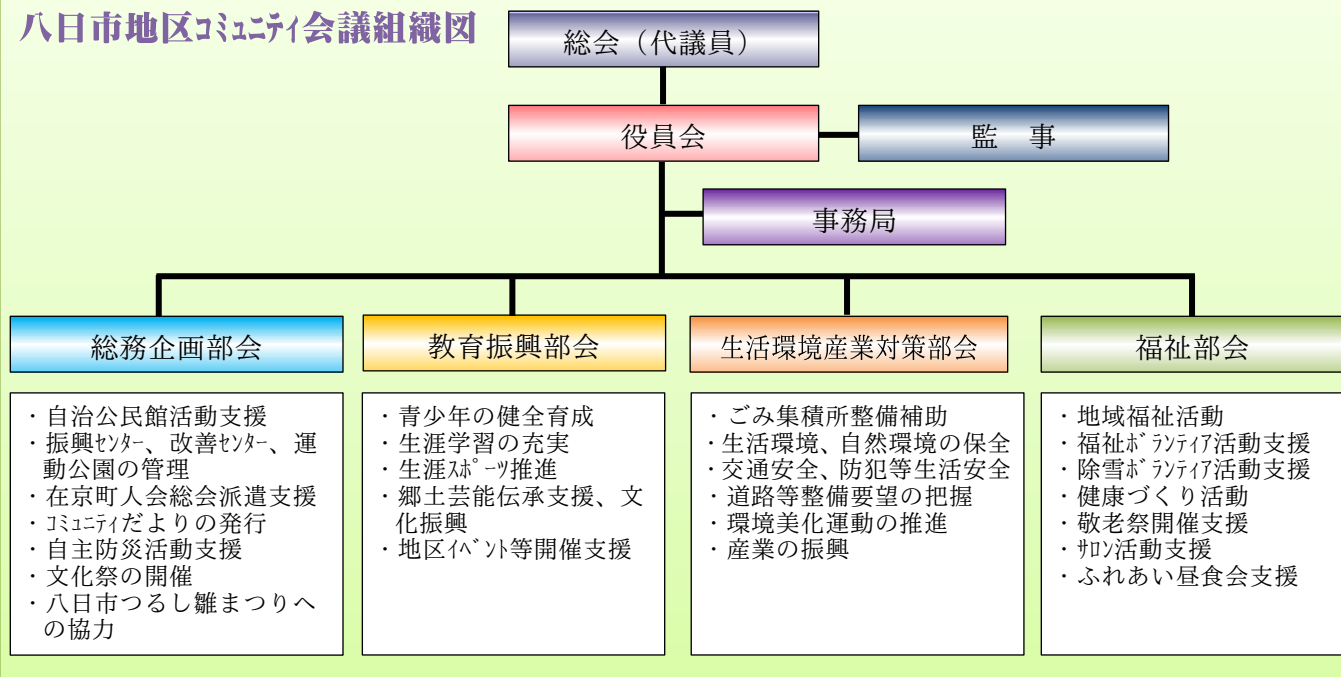 八日市地区ｺﾐｭﾆﾃｨ会議組織図
総会（代議員）
役員会
監　事
事務局
総務企画部会
・自治公民館活動支援
・振興ｾﾝﾀｰ、改善ｾﾝﾀｰ、運
動公園の管理
・在京町人会総会派遣支援
・ｺﾐｭﾆﾃｨだよりの発行
・自主防災活動支援
・文化祭の開催
・八日市つるし雛まつりへ
の協力
教育振興部会
・青少年の健全育成
・生涯学習の充実
・生涯ｽﾎﾟｰﾂ推進
・郷土芸能伝承支援、文
化振興
・地区ｲﾍﾞﾝﾄ等開催支援
生活環境産業対策部会
・ごみ集積所整備補助
・生活環境、自然環境の保全
・交通安全、防犯等生活安全
・道路等整備要望の把握
・環境美化運動の推進
・産業の振興
福祉部会
・地域福祉活動
・福祉ﾎﾞﾗﾝﾃｨｱ活動支援
・除雪ﾎﾞﾗﾝﾃｨｱ活動支援
・健康づくり活動
・敬老祭開催支援
・ｻﾛﾝ活動支援
・ふれあい昼食会支援